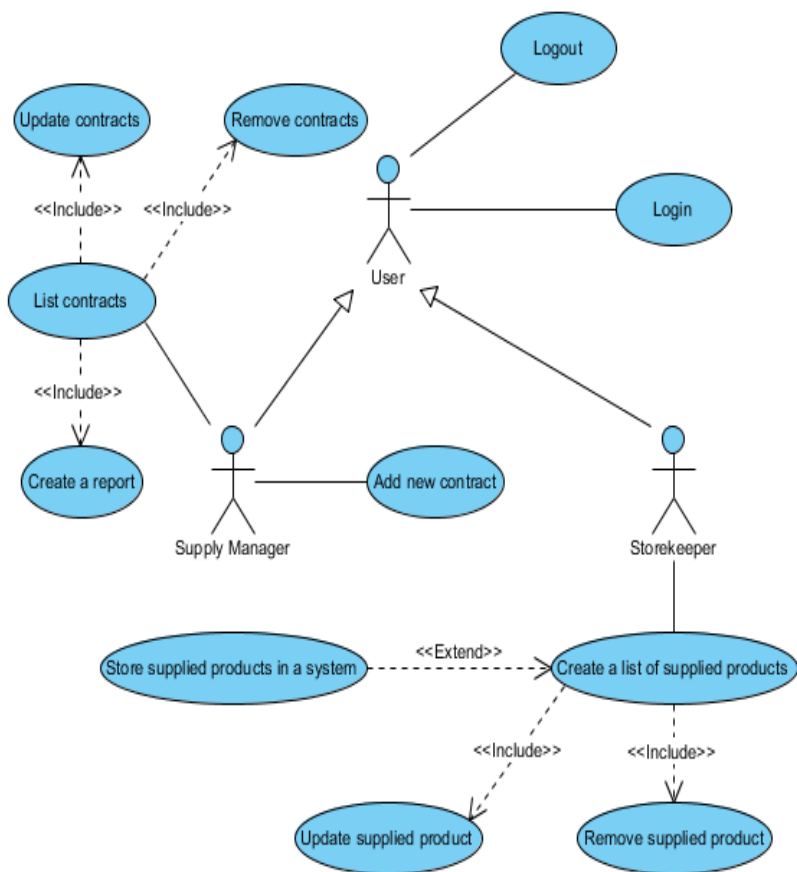 Logout
Update contracts
Remove contracts
<<Include>>
<<Include>>
Login
User
List contracts
<<Include>>
Create a report
Add new contract
Supply Manager
Storekeeper
<<Extend>>
Store supplied products in a system
Create a list of supplied products
<<Include>>
<<Include>>
Update supplied product
Remove supplied product